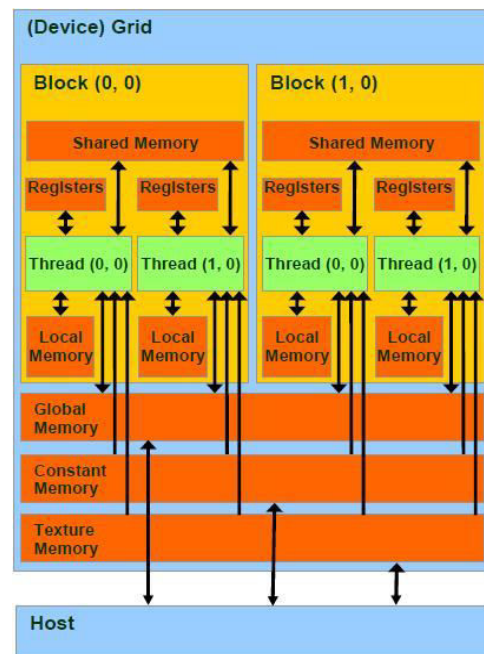 (Device) Grid
Block (0, 0)
Block (1, 0)
Shared Memory
Shared Memory
Registers
Registers
Registers
Registers
Thread (0, 0)
Thread (1, 0)
Thread (0, 0)
Thread (1, 0)
Local
Memory
Local
Memory
Local
Memory
Local
Memory
Global
Memory
Constant
Memory
Texture
Memory
Host